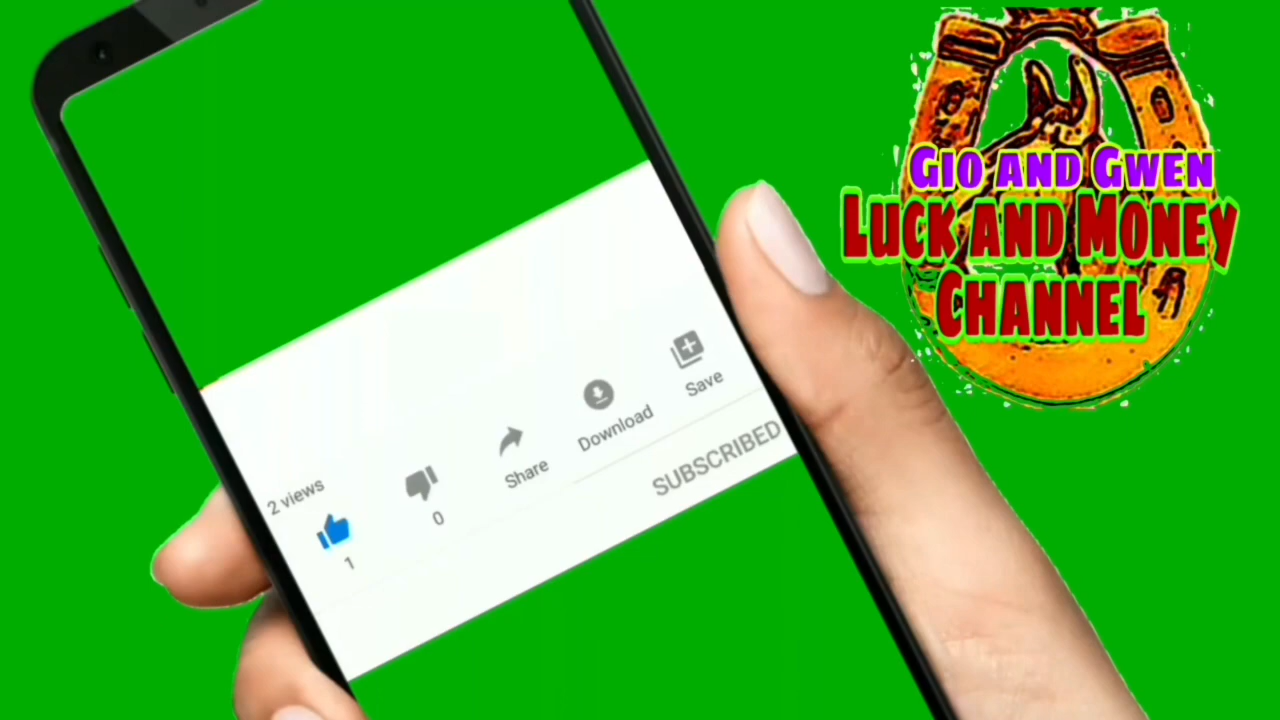 GIO AND GWEN
LUCK AND MONEY
CHANNEL
2 views
1
0
Share
Download
Save
SUBSCRIBED